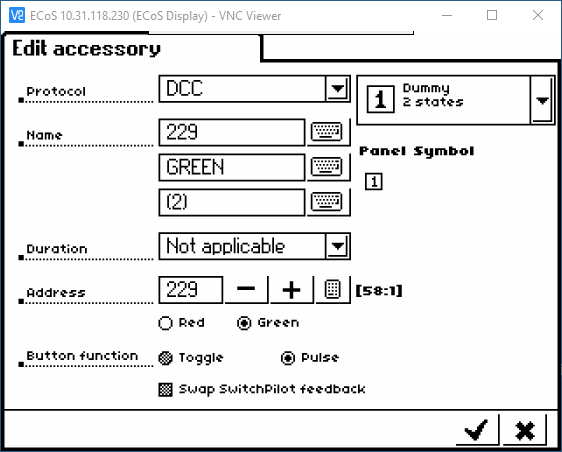 ECoS 10.31.118.230 (ECoS Display) - VNC Viewer
Edit accessory
Protocol DCC
1 Dummy
2 states
Name 229
GREEN
(2)
Panel Symbol
1
Duration Not applicable
Address 229 − + [58:1]
Red Green
Button function Toggle Pulse
Swap SwitchPilot feedback